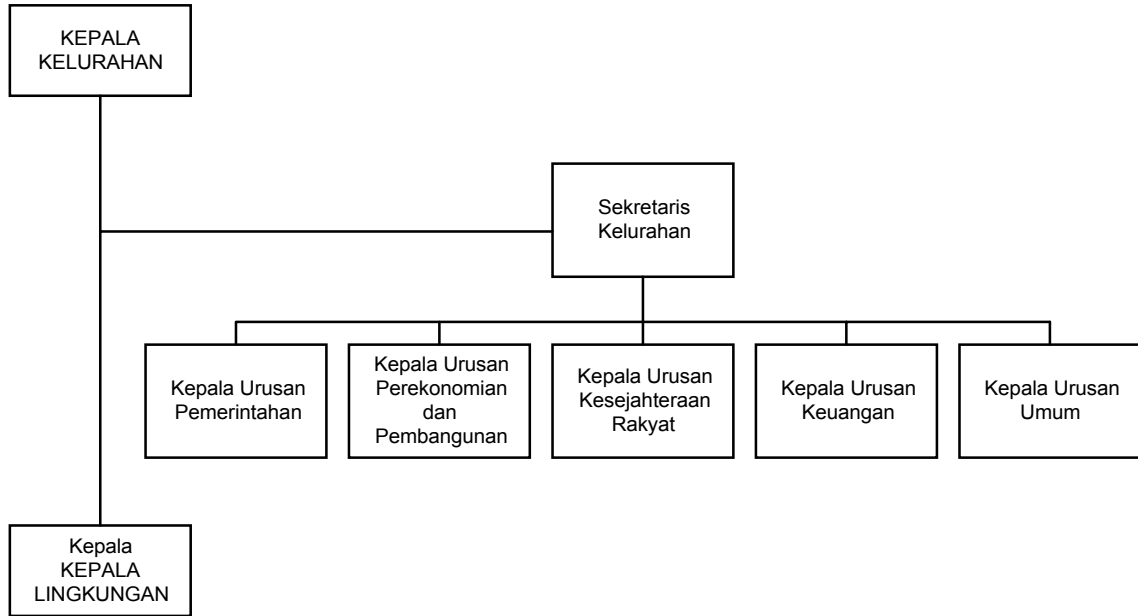 KEPALA
KELURAHAN
Sekretaris
Kelurahan
Kepala Urusan
Pemerintahan
Kepala Urusan
Perekonomian
dan
Pembangunan
Kepala Urusan
Kesejahteraan
Rakyat
Kepala Urusan
Keuangan
Kepala Urusan
Umum
Kepala
KEPALA
LINGKUNGAN